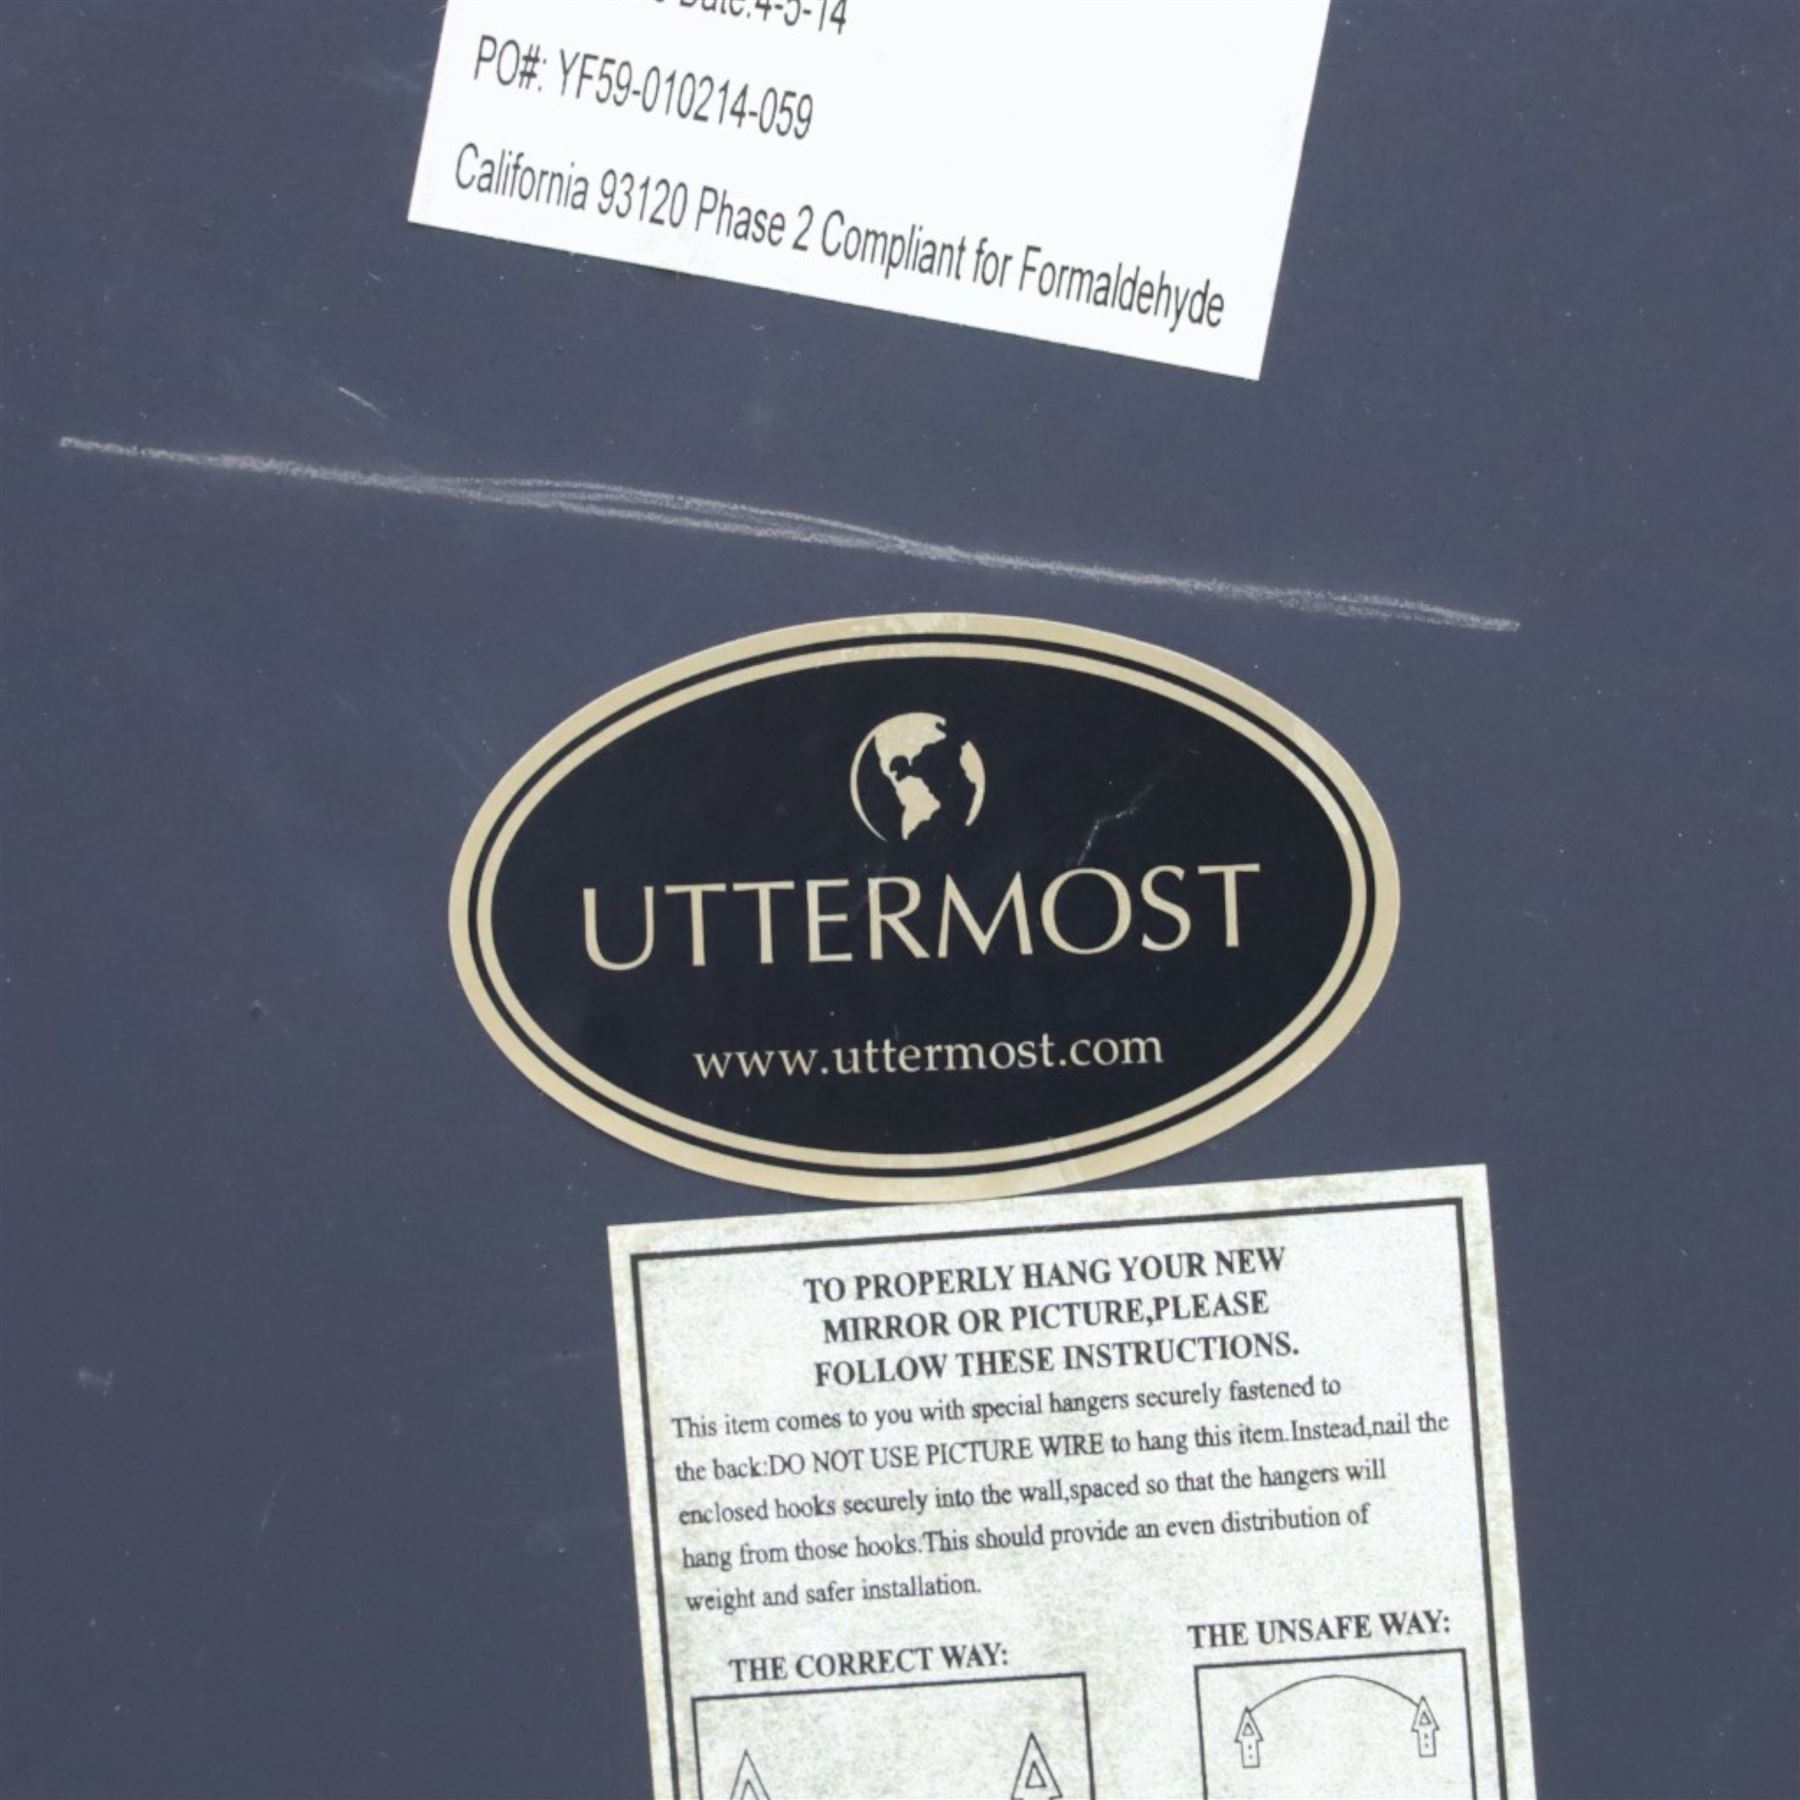 Date:4-5-14
PO#: YF59-010214-059
California 93120 Phase 2 Compliant for Formaldehyde
UTTERMOST
www.uttermost.com
TO PROPERLY HANG YOUR NEW
MIRROR OR PICTURE,PLEASE
FOLLOW THESE INSTRUCTIONS.
This item comes to you with special hangers securely fastened to
the back:DO NOT USE PICTURE WIRE to hang this item.Instead,nail the
enclosed hooks securely into the wall,spaced so that the hangers will
hang from those hooks.This should provide an even distribution of
weight and safer installation.
THE CORRECT WAY:
THE UNSAFE WAY: